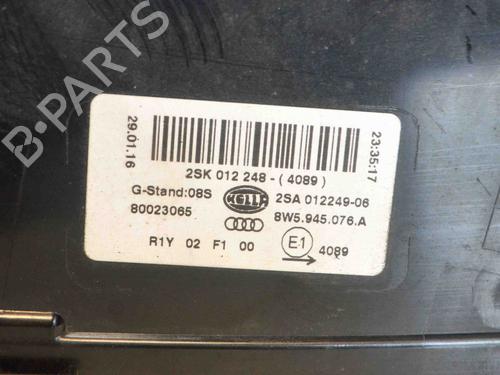 B-PARTS
29.01.16
23:35:17
2SK 012 248-(4089)
G-Stand:08S HELLA 2SA 012249-06
80023065 8W5.945.076.A
R1Y 02 F1 00 E1 4089